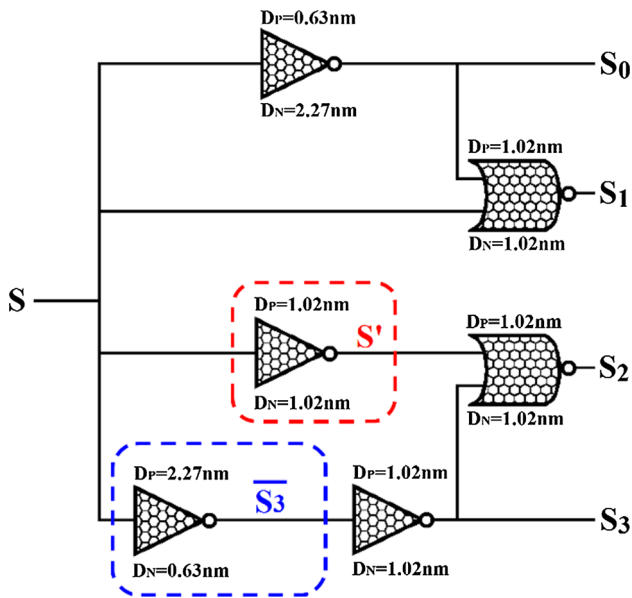 DP=0.63nm
S0
DN=2.27nm
DP=1.02nm
S1
DN=1.02nm
S
DP=1.02nm
S'
DN=1.02nm
DP=1.02nm
S2
DN=1.02nm
DP=2.27nm
S3
DN=0.63nm
DP=1.02nm
DN=1.02nm
S3